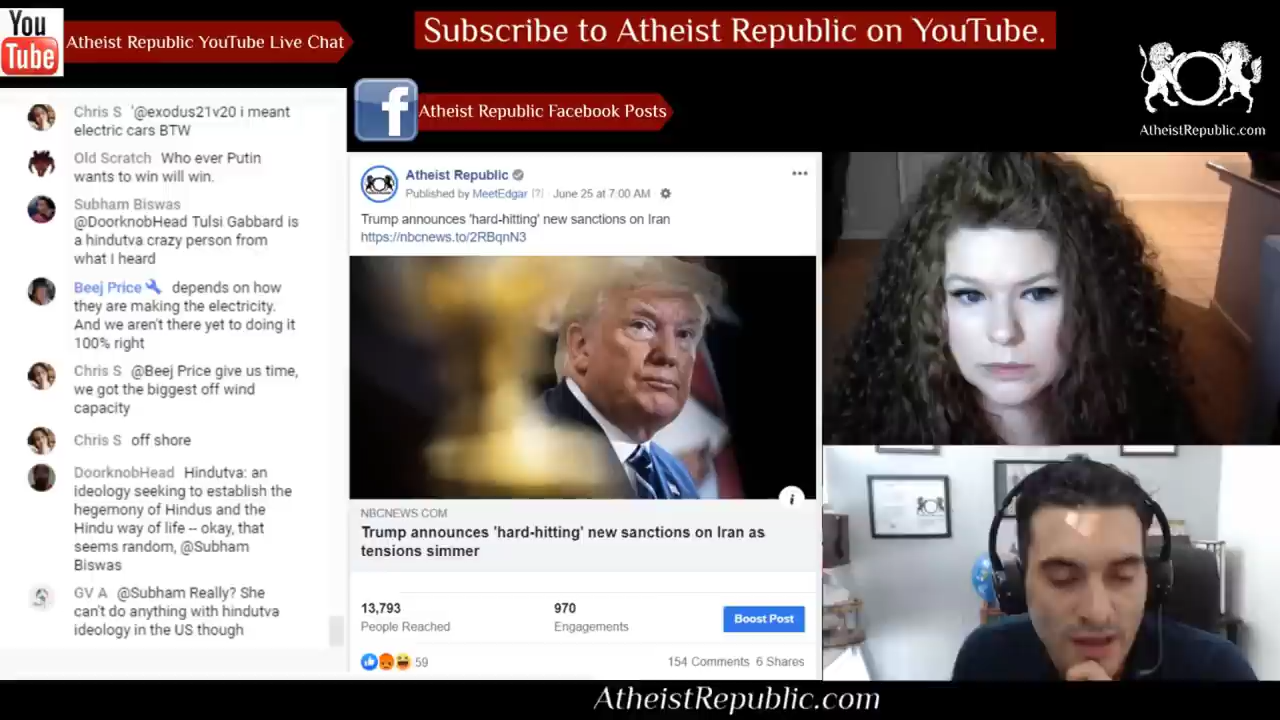 You
Tube
Atheist Republic YouTube Live Chat
Subscribe to Atheist Republic on YouTube.
AtheistRepublic.com
f
Atheist Republic Facebook Posts
Chris S '@exodus21v20 i meant
electric cars BTW
Old Scratch Who ever Putin
wants to win will win.
Subham Biswas
@DoorknobHead Tulsi Gabbard is
a hindutva crazy person from
what I heard
Beej Price depends on how
they are making the electricity.
And we aren't there yet to doing it
100% right
Chris S @Beej Price give us time,
we got the biggest off wind
capacity
Chris S off shore
DoorknobHead Hindutva: an
ideology seeking to establish the
hegemony of Hindus and the
Hindu way of life -- okay, that
seems random, @Subham
Biswas
GV A @Subham Really? She
can't do anything with hindutva
ideology in the US though
Atheist Republic
Published by MeetEdgar [?] · June 25 at 7:00 AM ·
Trump announces 'hard-hitting' new sanctions on Iran
https://nbcnews.to/2RBqnN3
i
NBCNEWS.COM
Trump announces 'hard-hitting' new sanctions on Iran as
tensions simmer
13,793 970
People Reached Engagements
Boost Post
59 154 Comments 6 Shares
AtheistRepublic.com